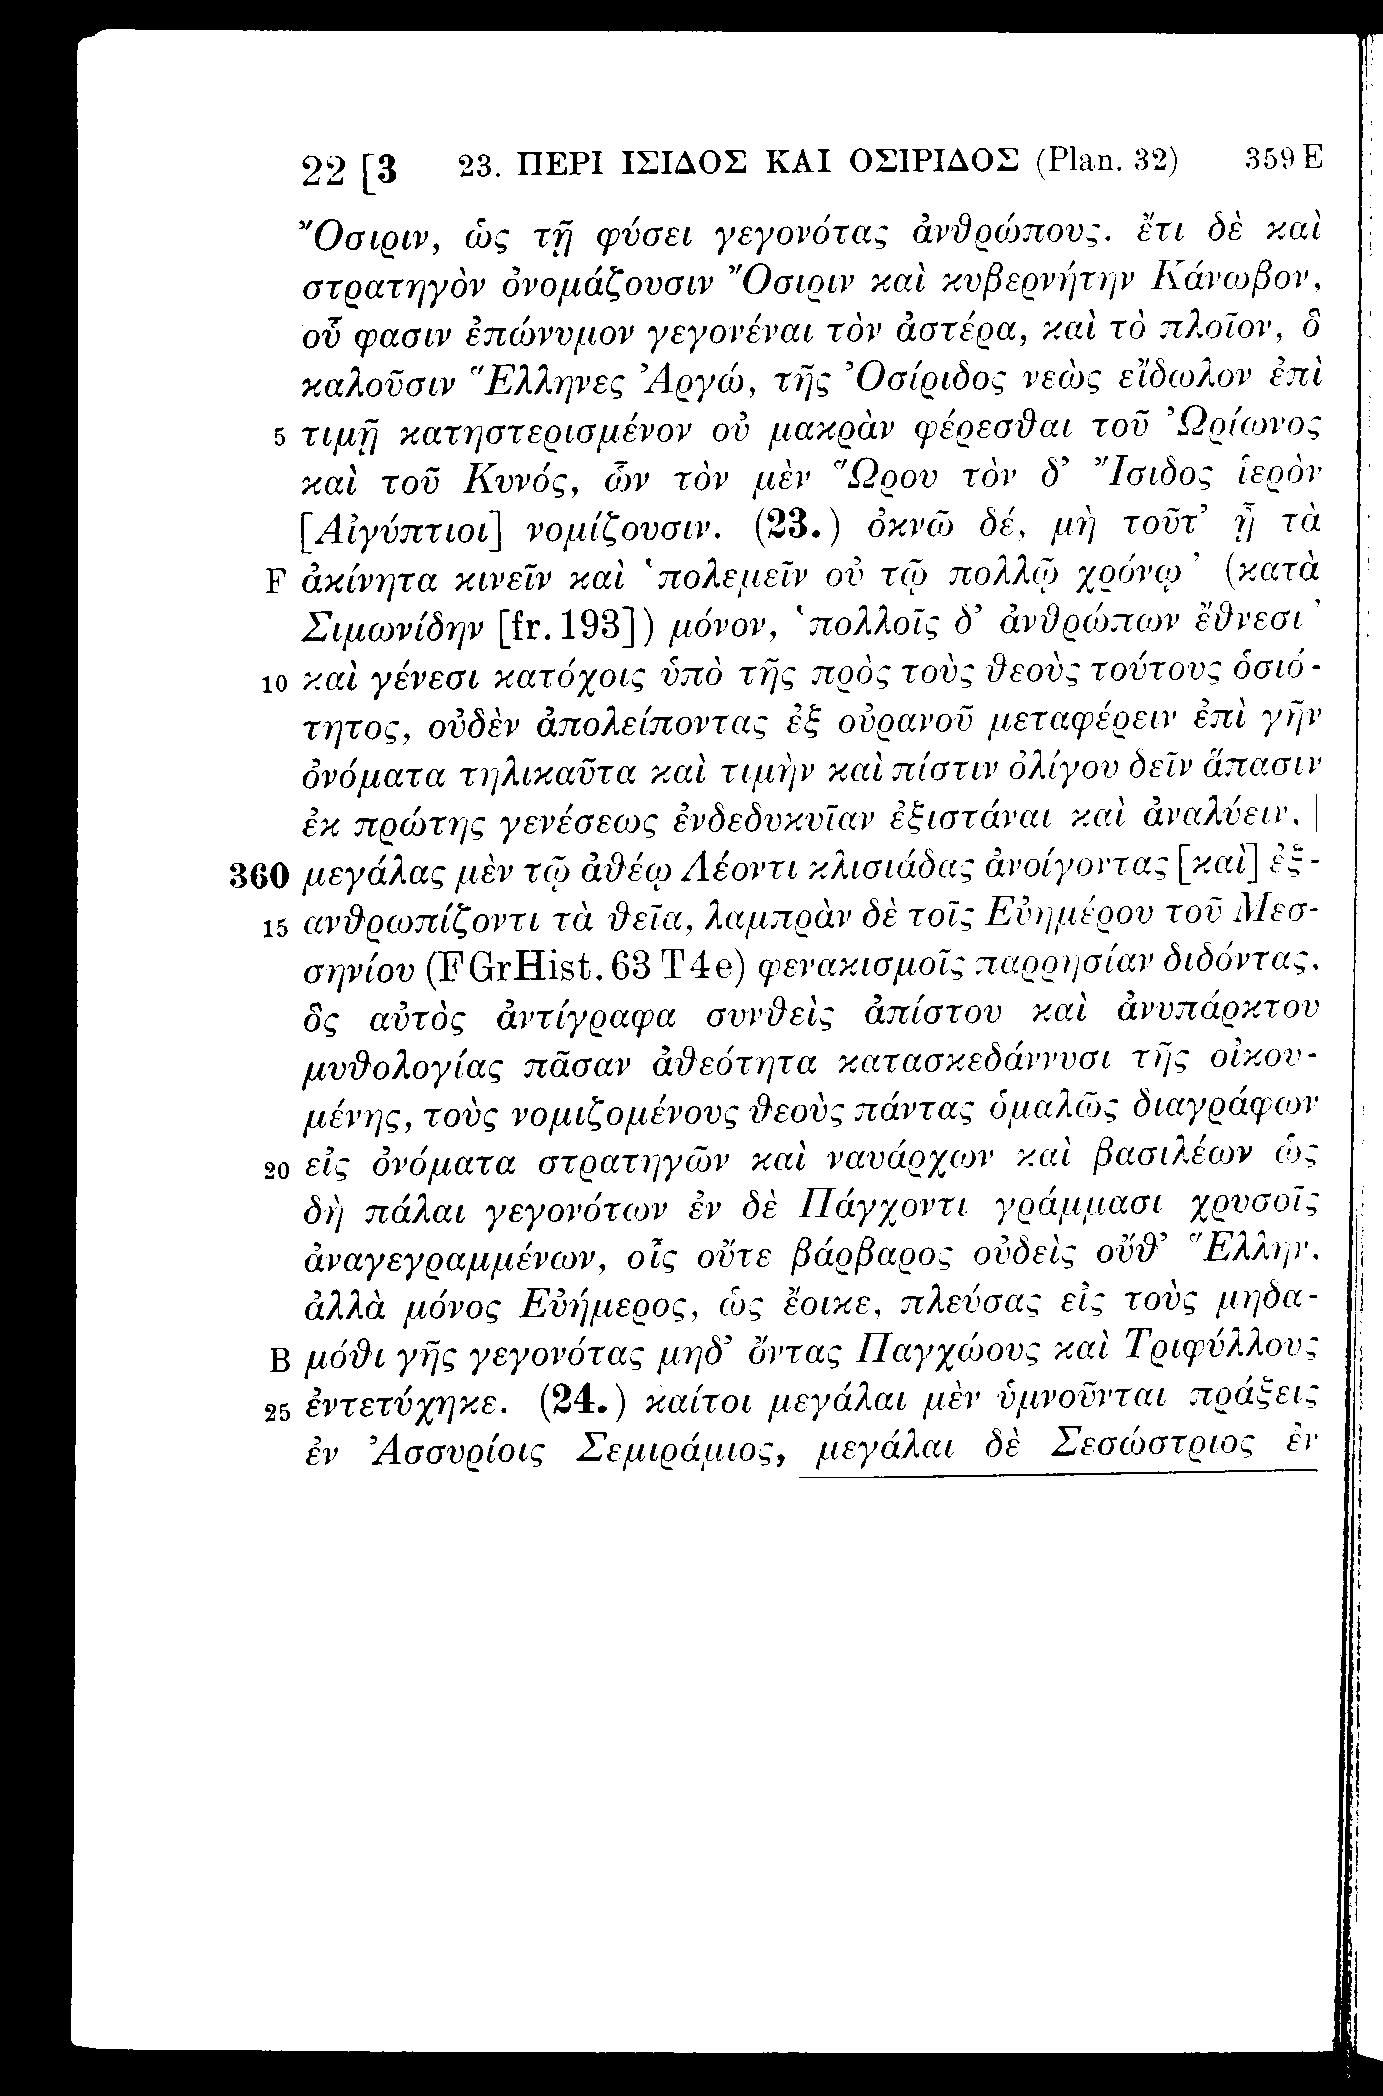 22 [3 23. ΠΕΡΙ ΙΣΙΔΟΣ ΚΑΙ ΟΣΙΡΙΔΟΣ (Plan. 32) 359 E
Ὄσιριν, ὡς τῇ φύσει γεγονότας ἀνθρώπους. ἔτι δὲ καὶ
στρατηγὸν ὀνομάζουσιν Ὄσιριν καὶ κυβερνήτην Κάνωβον,
οὗ φασιν ἐπώνυμον γεγονέναι τὸν ἀστέρα, καὶ τὸ πλοῖον, ὃ
καλοῦσιν Ἕλληνες Ἀργώ, τῆς Ὀσίριδος νεὼς εἴδωλον ἐπὶ
5 τιμῇ κατηστερισμένον οὐ μακρὰν φέρεσθαι τοῦ Ὠρίωνος
καὶ τοῦ Κυνός, ὧν τὸν μὲν Ὥρου τὸν δ’ Ἴσιδος ἱερὸν
[Αἰγύπτιοι] νομίζουσιν. (23.) ὀκνῶ δέ, μὴ τοῦτ’ ᾖ τὰ
F ἀκίνητα κινεῖν καὶ ‛πολεμεῖν οὐ τῷ πολλῷ χρόνῳ’ (κατὰ
Σιμωνίδην [fr. 193]) μόνον, ‛πολλοῖς δ’ ἀνθρώπων ἔθνεσι’
10 καὶ γένεσι κατόχοις ὑπὸ τῆς πρὸς τοὺς θεοὺς τούτους ὁσιό-
τητος, οὐδὲν ἀπολείποντας ἐξ οὐρανοῦ μεταφέρειν ἐπὶ γῆν
ὀνόματα τηλικαῦτα καὶ τιμὴν καὶ πίστιν ὀλίγου δεῖν ἅπασιν
ἐκ πρώτης γενέσεως ἐνδεδυκυῖαν ἐξιστάναι καὶ ἀναλύειν, |
360 μεγάλας μὲν τῷ ἀθέῳ Λέοντι κλισιάδας ἀνοίγοντας [καὶ] ἐξ-
15 ανθρωπίζοντι τὰ θεῖα, λαμπρὰν δὲ τοῖς Εὐημέρου τοῦ Μεσ-
σηνίου (FGrHist. 63 T4e) φενακισμοῖς παρρησίαν διδόντας,
ὃς αὐτὸς ἀντίγραφα συνθεὶς ἀπίστου καὶ ἀνυπάρκτου
μυθολογίας πᾶσαν ἀθεότητα κατασκεδάννυσι τῆς οἰκου-
μένης, τοὺς νομιζομένους θεοὺς πάντας ὁμαλῶς διαγράφων
20 εἰς ὀνόματα στρατηγῶν καὶ ναυάρχων καὶ βασιλέων ὡς
δὴ πάλαι γεγονότων ἐν δὲ Πάγχοντι γράμμασι χρυσοῖς
ἀναγεγραμμένων, οἷς οὔτε βάρβαρος οὐδεὶς οὔθ’ Ἕλλην,
ἀλλὰ μόνος Εὐήμερος, ὡς ἔοικε, πλεύσας εἰς τοὺς μηδα-
B μόθι γῆς γεγονότας μηδ’ ὄντας Παγχώους καὶ Τριφύλλους
25 ἐντετύχηκε. (24.) καίτοι μεγάλαι μὲν ὑμνοῦνται πράξεις
ἐν Ἀσσυρίοις Σεμιράμιος, μεγάλαι δὲ Σεσώστριος ἐν